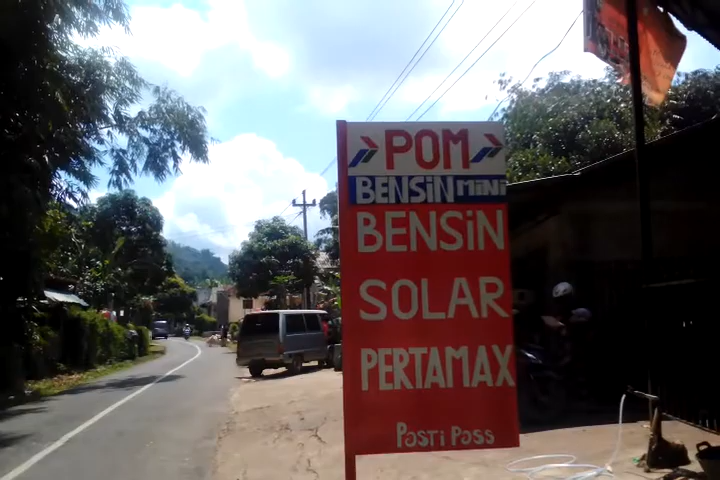 POM
BENSiN MiNi
BENSiN
SOLAR
PERTAMAX
Pasti Pass